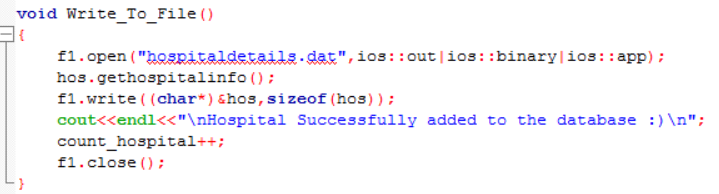 void Write_To_File()
{
f1.open("hospitaldetails.dat",ios::out|ios::binary|ios::app);
hos.gethospitalinfo();
f1.write((char*)&hos,sizeof(hos));
cout<<endl<<"\nHospital Successfully added to the database :)\n";
count_hospital++;
f1.close();
}